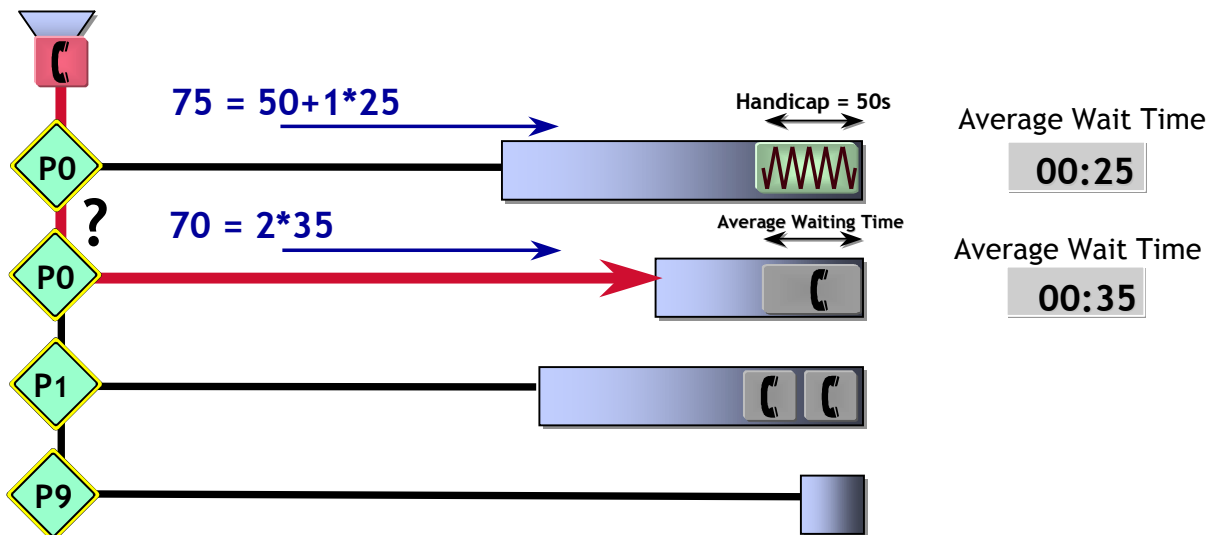 75 = 50+1*25
Handicap = 50s
Average Wait Time
P0
00:25
?
70 = 2*35
Average Waiting Time
Average Wait Time
P0
00:35
P1
P9